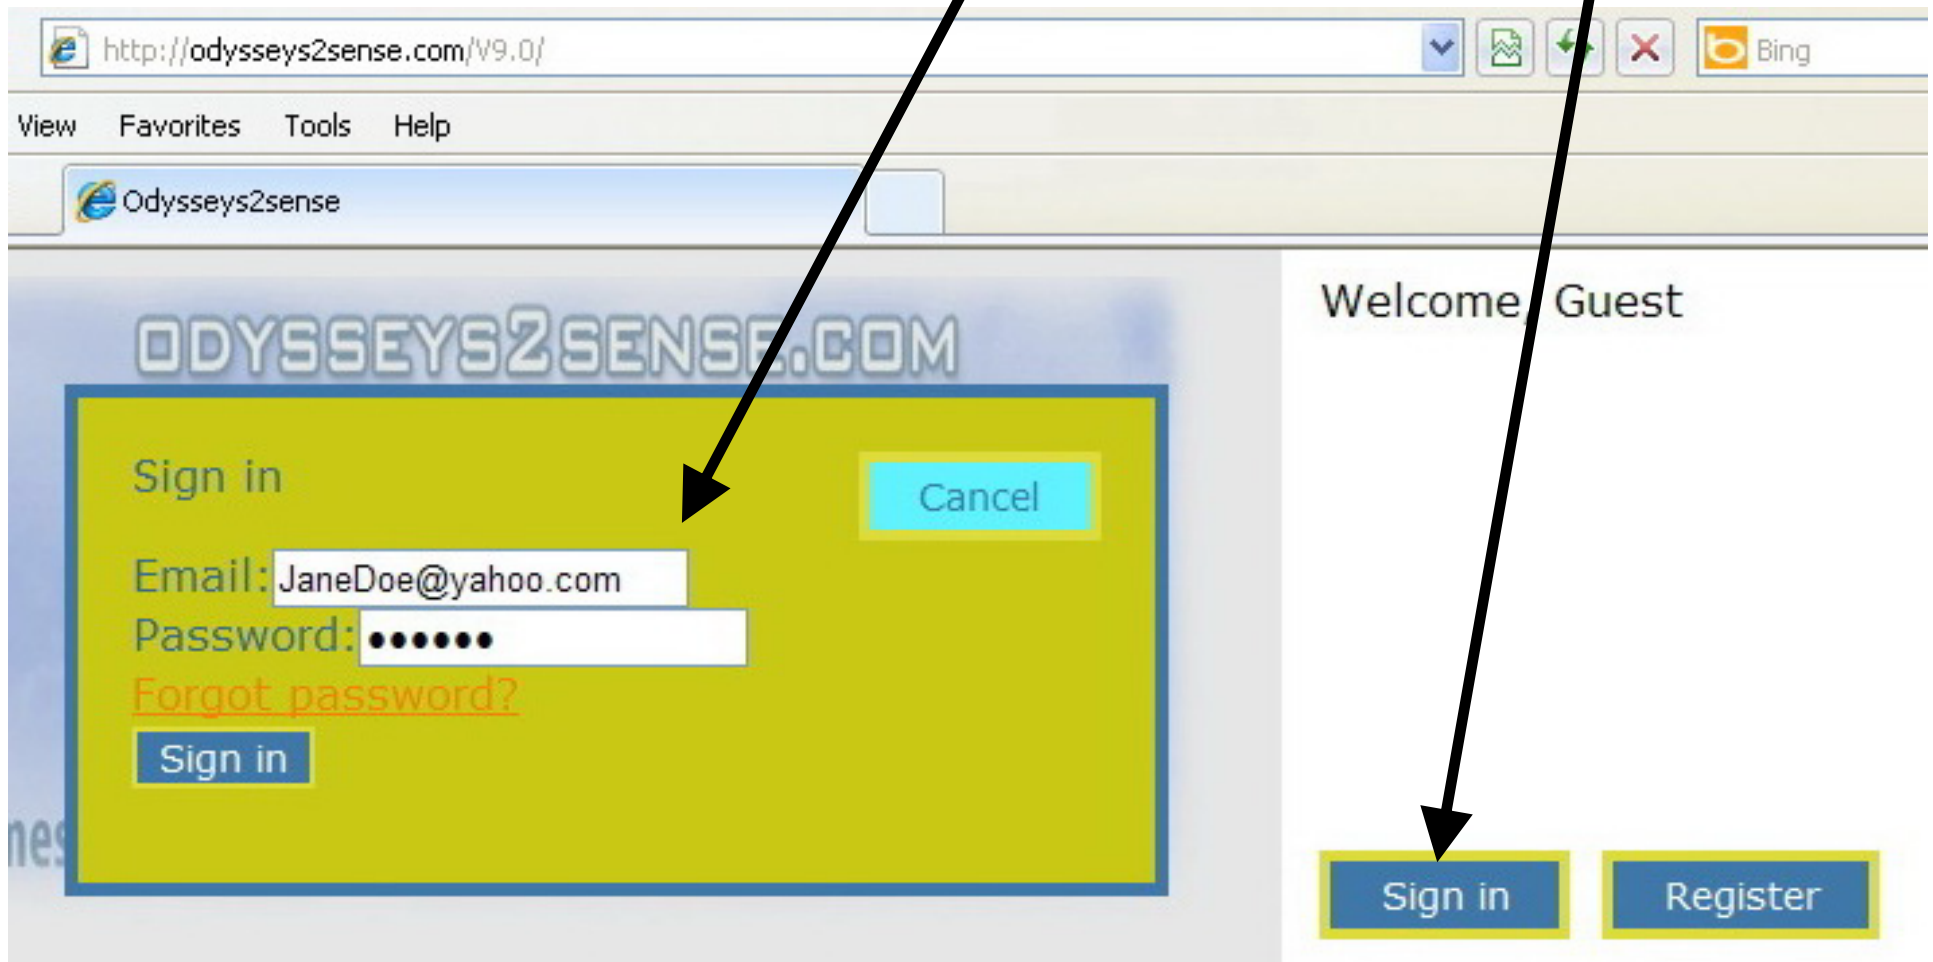 http://odysseys2sense.com/V9.0/
Bing
View Favorites Tools Help
Odysseys2sense
ODYSSEYS2SENSE.COM
Welcome, Guest
Sign in
Cancel
Email: JaneDoe@yahoo.com
Password: ••••••
Forgot password?
Sign in
Sign in
Register